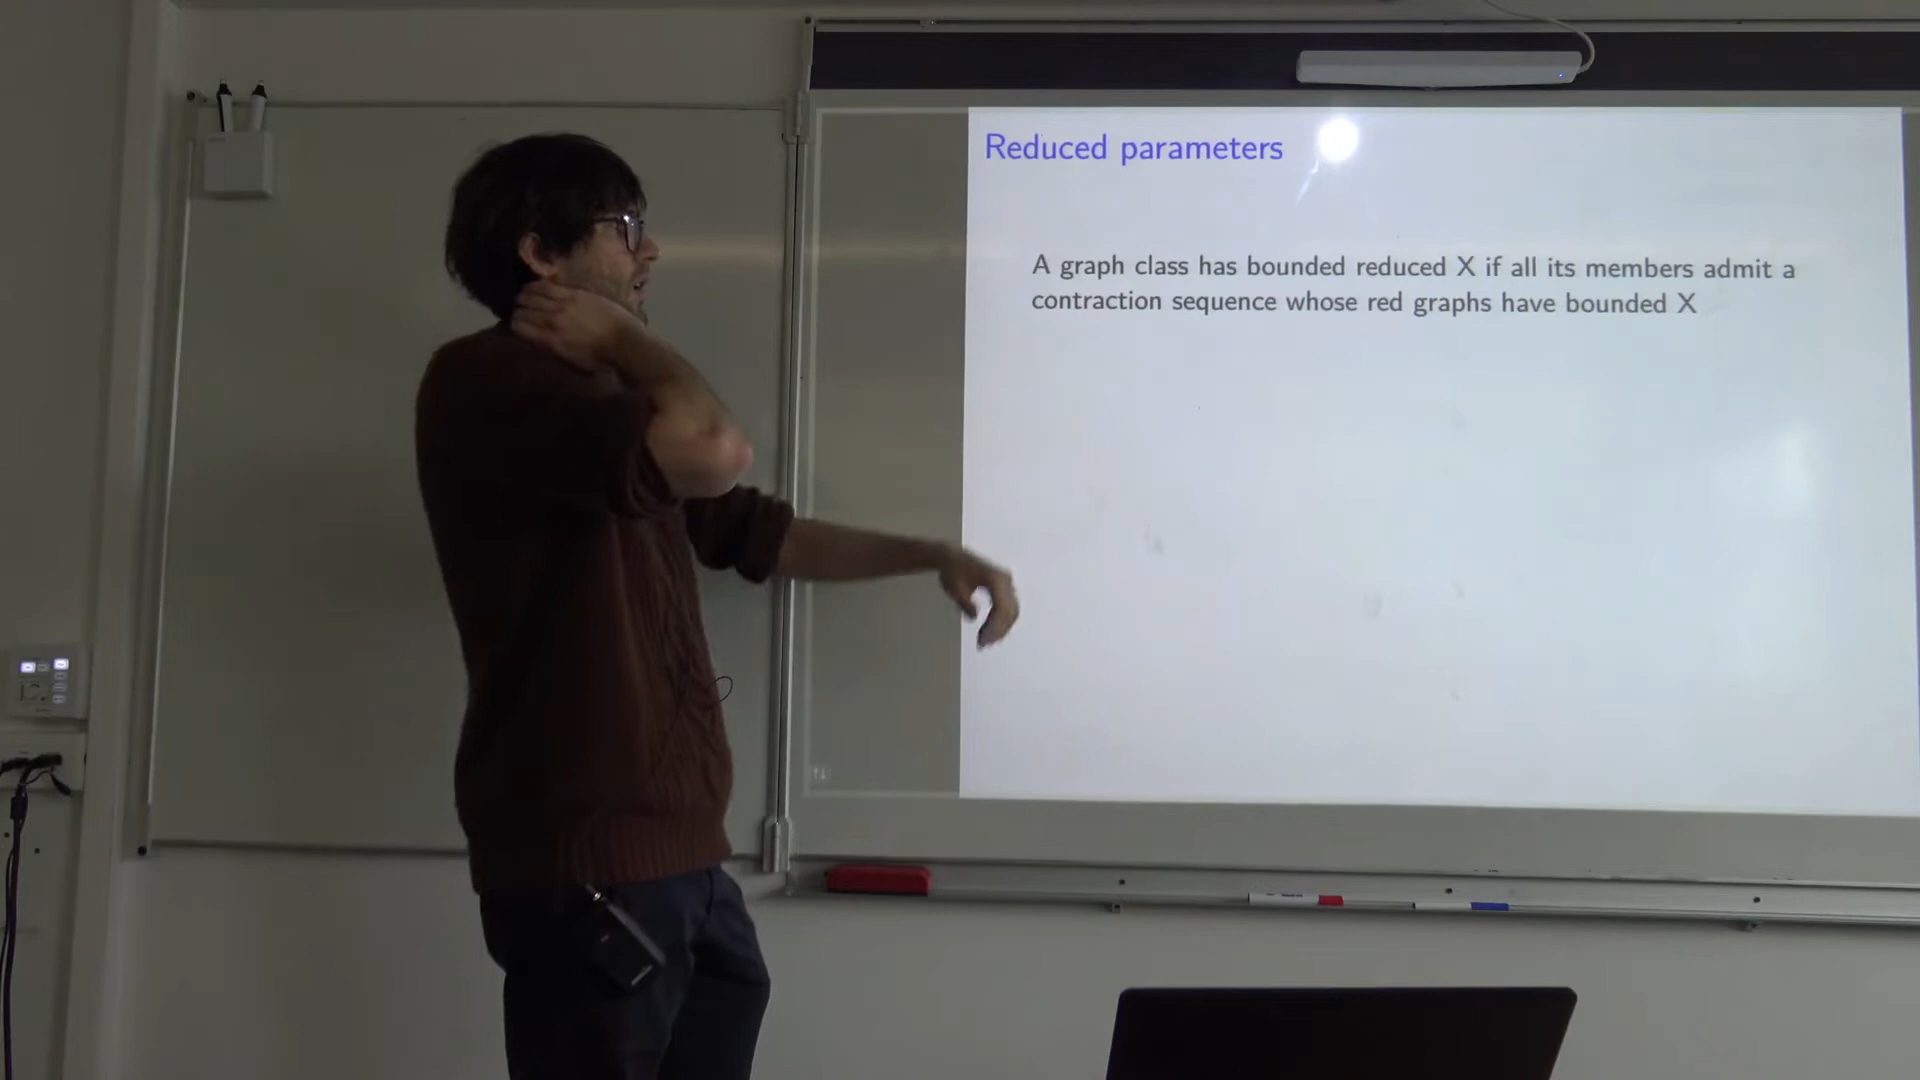 Reduced parameters
A graph class has bounded reduced X if all its members admit a
contraction sequence whose red graphs have bounded X